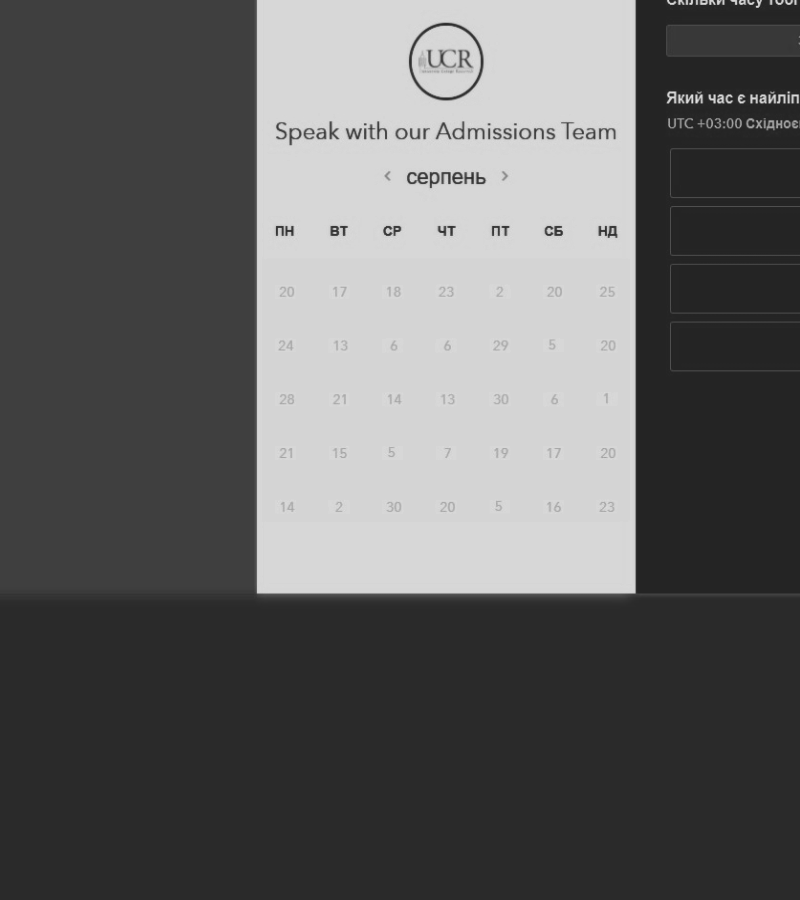 UCR
Speak with our Admissions Team
‹ серпень ›
ПН ВТ СР ЧТ ПТ СБ НД
20 17 18 23 2 20 25
24 13 6 6 29 5 20
28 21 14 13 30 6 1
21 15 5 7 19 17 20
14 2 30 20 5 16 23
Скільки часу
Який час є найліп
UTC +03:00 Східноє